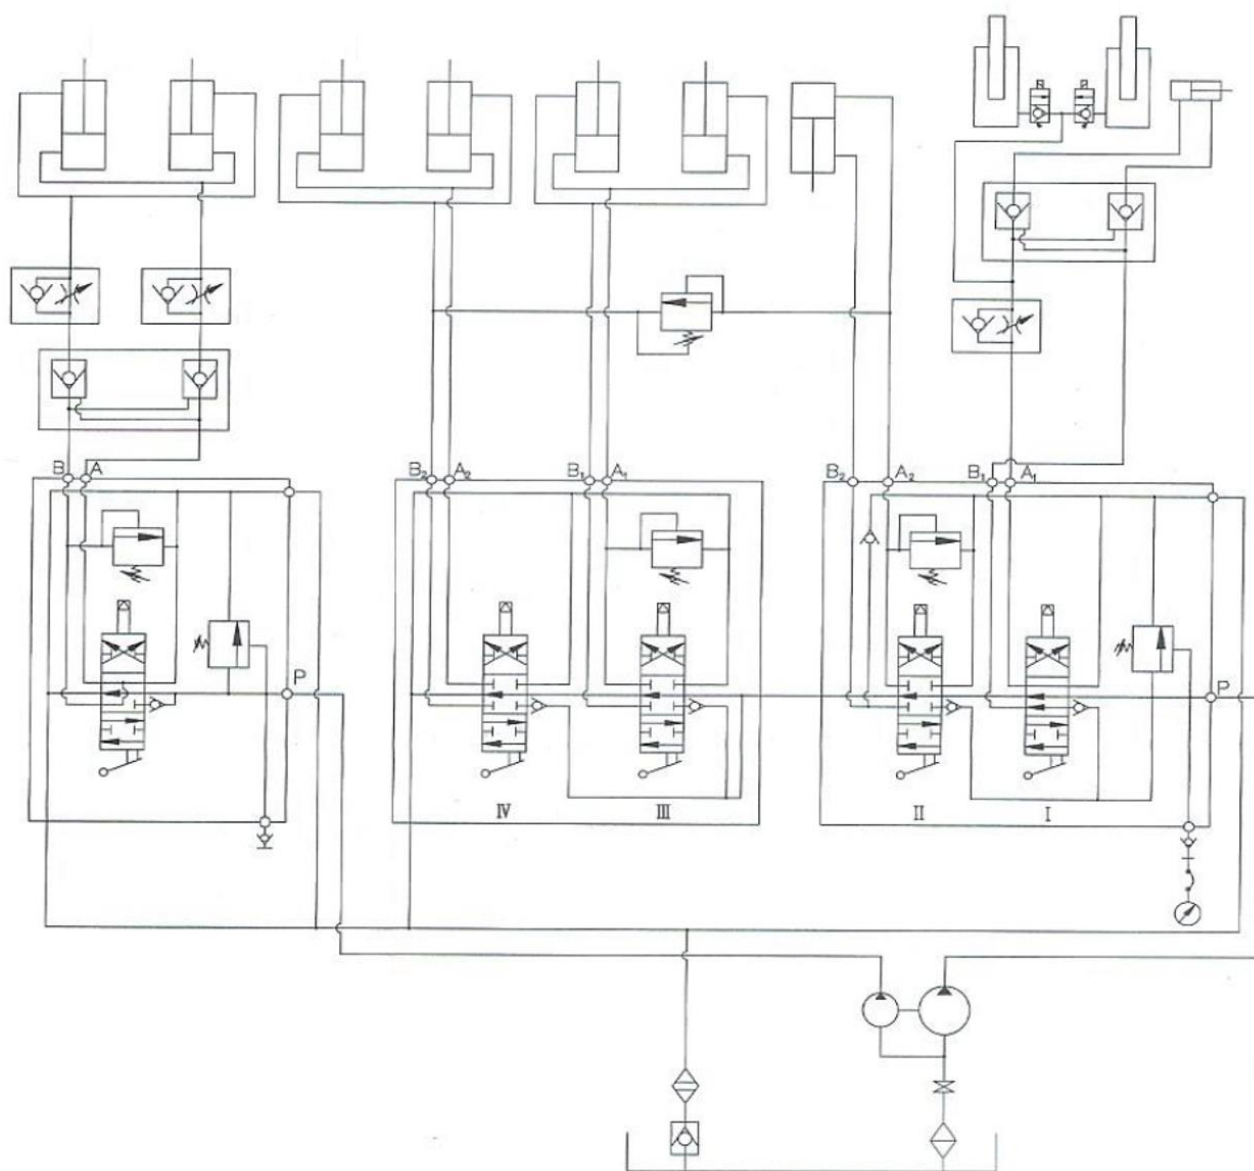 B A
B₂ A₂ B₁ A₁
B₂ A₂ B₁ A₁
P
P
Ⅳ Ⅲ
Ⅱ Ⅰ